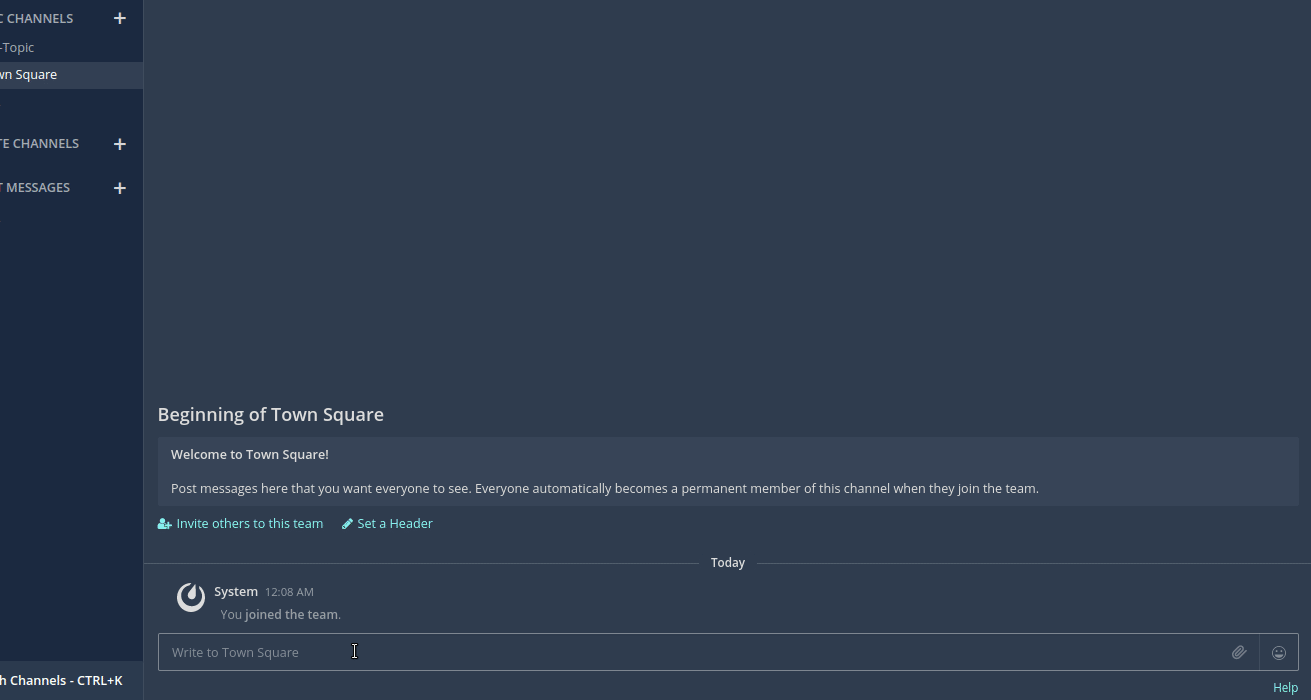 C CHANNELS +
-Topic
wn Square
TE CHANNELS +
T MESSAGES +
Beginning of Town Square
Welcome to Town Square!
Post messages here that you want everyone to see. Everyone automatically becomes a permanent member of this channel when they join the team.
Invite others to this team Set a Header
Today
System 12:08 AM
You joined the team.
Write to Town Square
h Channels - CTRL+K
Help